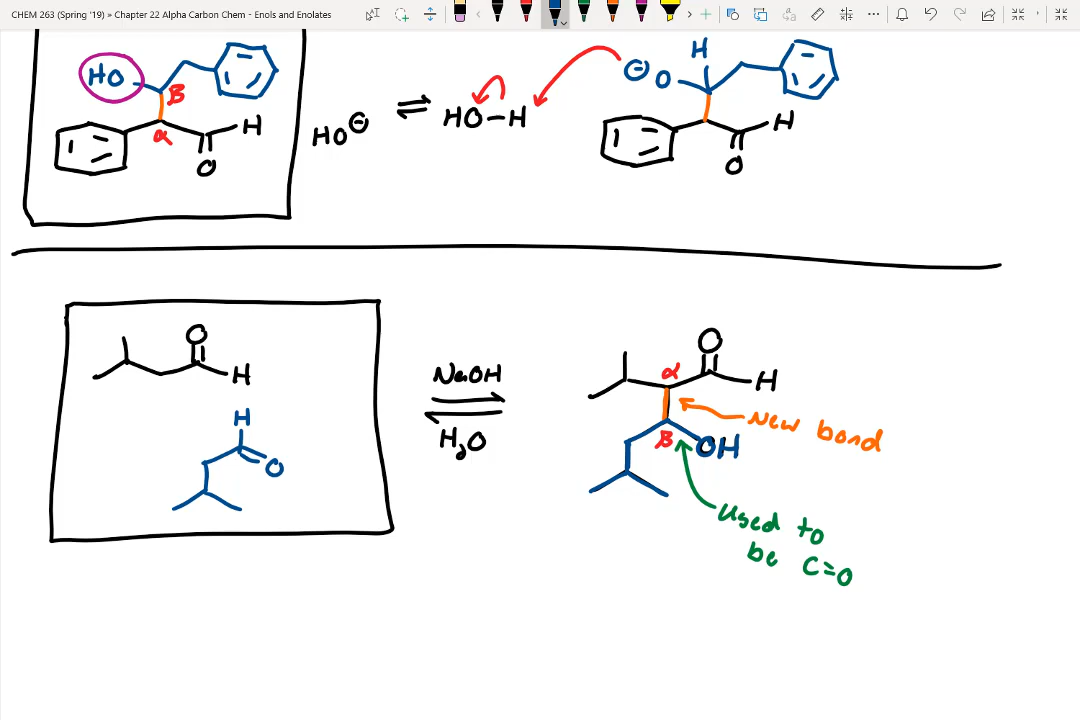 CHEM 263 (Spring '19) » Chapter 22 Alpha Carbon Chem - Enols and Enolates
HO
β
α
H
O
HO⊖
⇌
HO-H
⊖ O
H
H
O
O
H
H
O
NaOH
H₂O
O
α
H
New bond
β
OH
Used to
be C=O